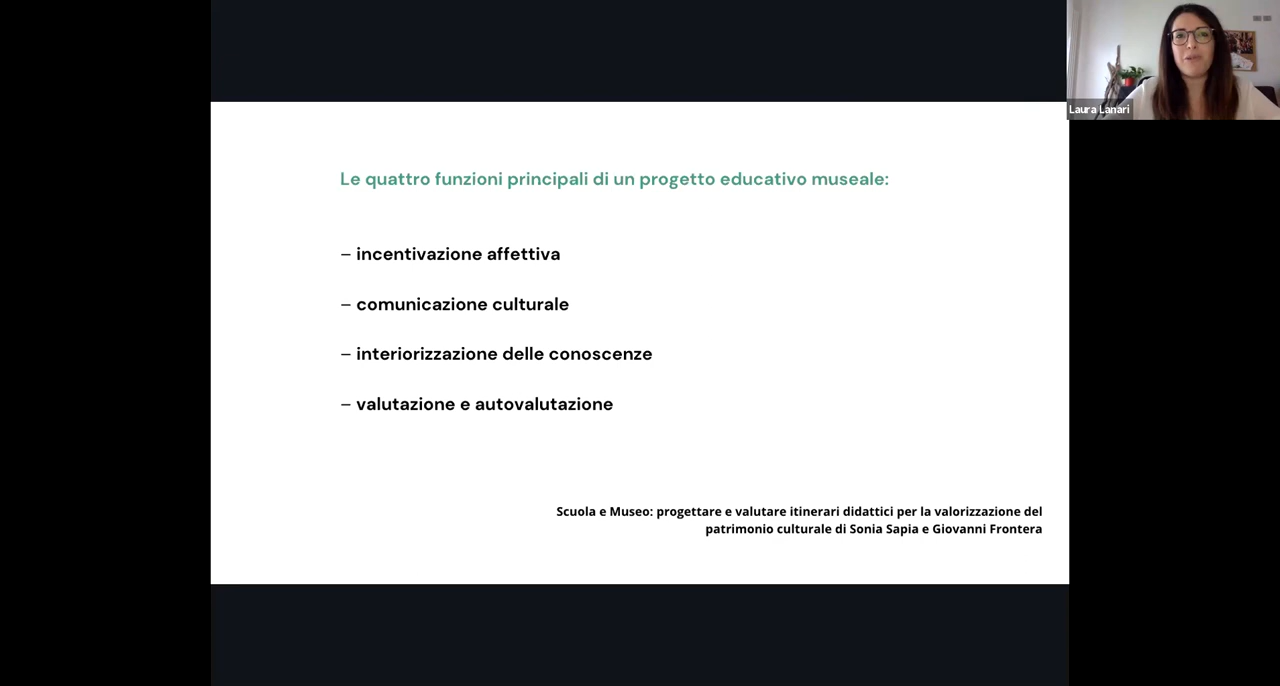 Laura Lanari
Le quattro funzioni principali di un progetto educativo museale:
– incentivazione affettiva
– comunicazione culturale
– interiorizzazione delle conoscenze
– valutazione e autovalutazione
Scuola e Museo: progettare e valutare itinerari didattici per la valorizzazione del
patrimonio culturale di Sonia Sapia e Giovanni Frontera